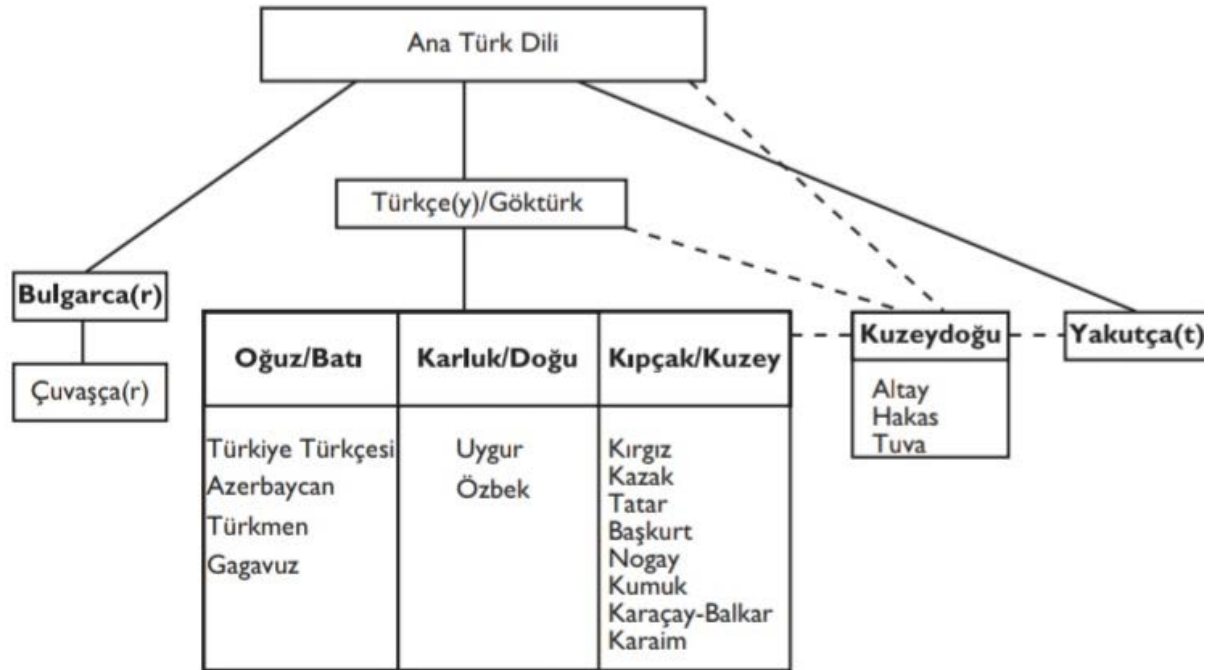 Ana Türk Dili
Türkçe(y)/Göktürk
Bulgarca(r)
Çuvaşça(r)
Oğuz/Batı
Türkiye Türkçesi
Azerbaycan
Türkmen
Gagavuz
Karluk/Doğu
Uygur
Özbek
Kıpçak/Kuzey
Kırgız
Kazak
Tatar
Başkurt
Nogay
Kumuk
Karaçay-Balkar
Karaim
Kuzeydoğu
Altay
Hakas
Tuva
Yakutça(t)